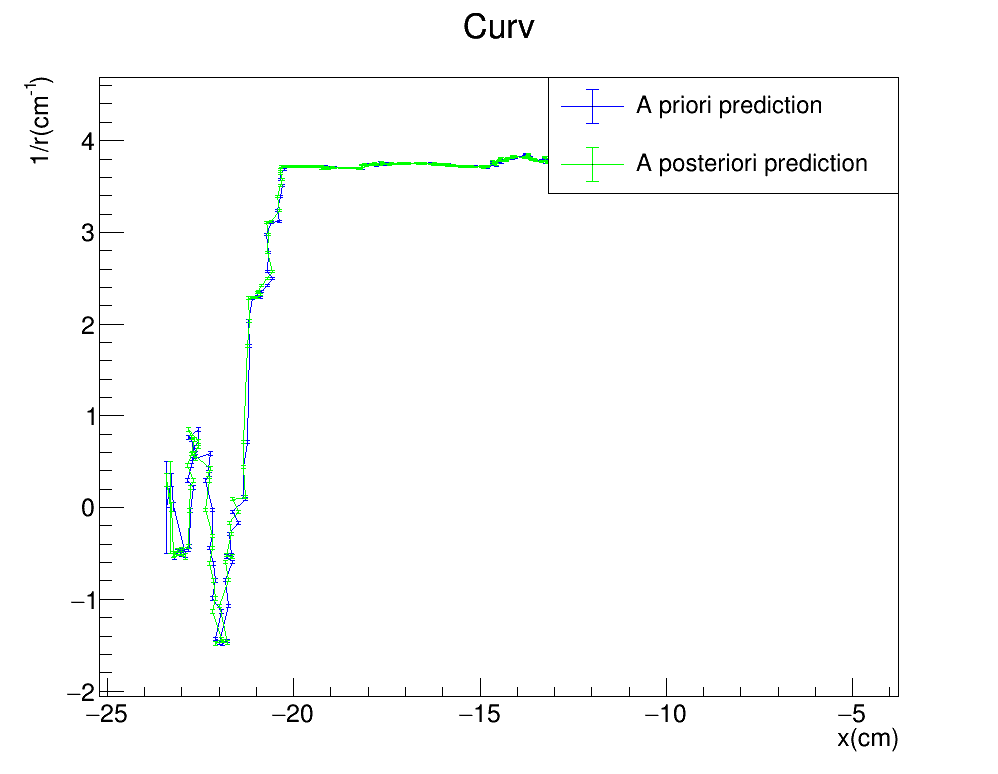 Curv
1/r(cm-1)
A priori prediction
A posteriori prediction
4
3
2
1
0
−1
−2
−25 −20 −15 −10 −5
x(cm)